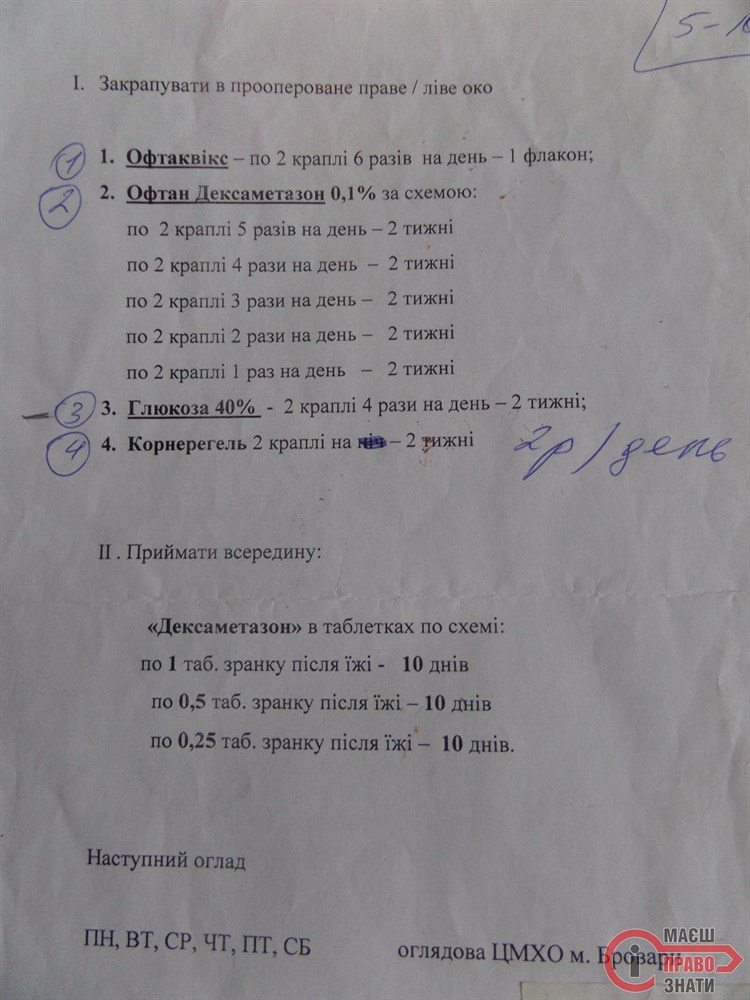 5-10
I. Закрапувати в прооперoване праве / ліве око
1 1. Офтаквікс – по 2 краплі 6 разів на день – 1 флакон;
2 2. Офтан Дексаметазон 0,1% за схемою:
по 2 краплі 5 разів на день – 2 тижні
по 2 краплі 4 рази на день – 2 тижні
по 2 краплі 3 рази на день – 2 тижні
по 2 краплі 2 рази на день – 2 тижні
по 2 краплі 1 раз на день – 2 тижні
3 3. Глюкоза 40% - 2 краплі 4 рази на день – 2 тижні;
4 4. Корнерегель 2 краплі на ніч – 2 тижні 2р/день
II . Приймати всередину:
«Дексаметазон» в таблетках по схемі:
по 1 таб. зранку після їжі - 10 днів
по 0,5 таб. зранку після їжі – 10 днів
по 0,25 таб. зранку після їжі – 10 днів.
Наступний огляд
ПН, ВТ, СР, ЧТ, ПТ, СБ оглядова ЦМХО м. Бровари
МАЄШ
ПРАВО
ЗНАТИ